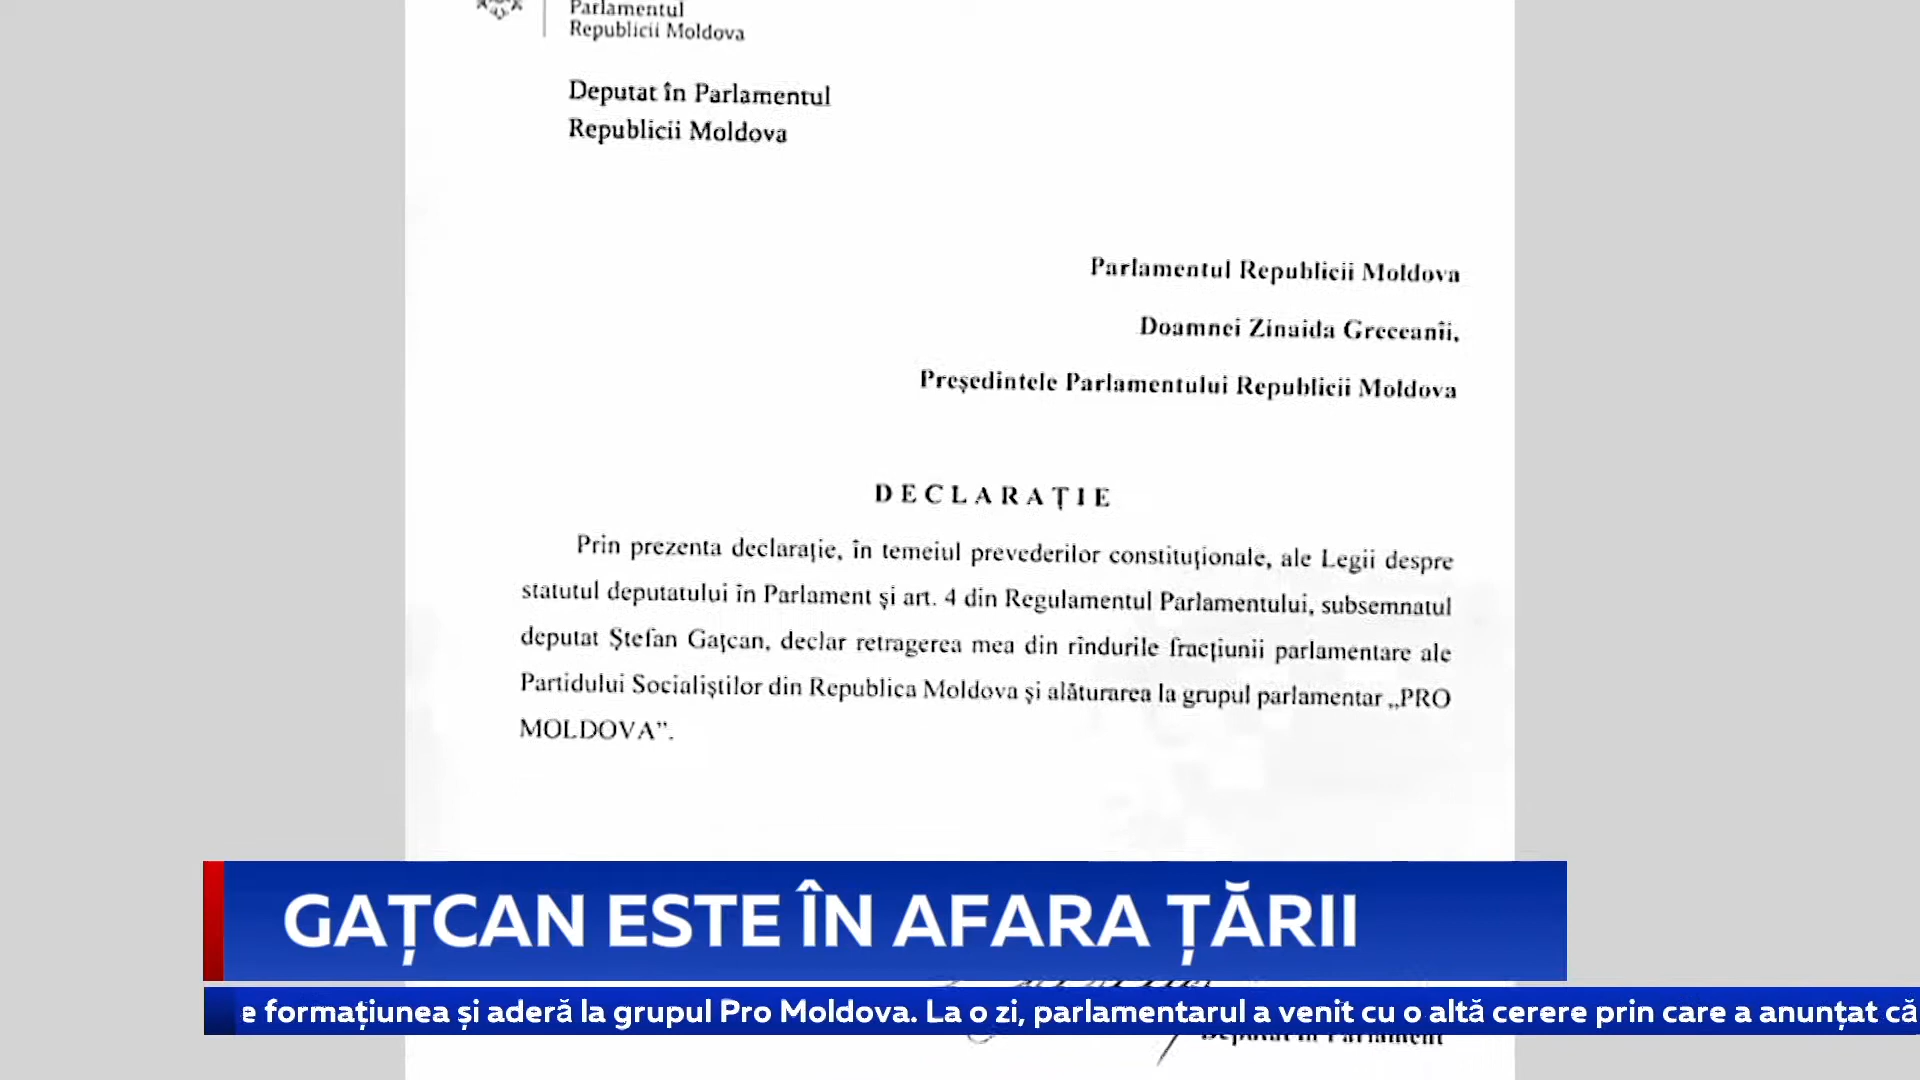 Parlamentul
Republicii Moldova
Deputat în Parlamentul
Republicii Moldova
Parlamentul Republicii Moldova
Doamnei Zinaida Greceanîi,
Președintele Parlamentului Republicii Moldova
DECLARAȚIE
Prin prezenta declarație, în temeiul prevederilor constituționale, ale Legii despre
statutul deputatului în Parlament și art. 4 din Regulamentul Parlamentului, subsemnatul
deputat Ștefan Gațcan, declar retragerea mea din rîndurile fracțiunii parlamentare ale
Partidului Socialiștilor din Republica Moldova și alăturarea la grupul parlamentar „PRO
MOLDOVA”.
GAȚCAN ESTE ÎN AFARA ȚĂRII
e formațiunea și aderă la grupul Pro Moldova. La o zi, parlamentarul a venit cu o altă cerere prin care a anunțat că
Deputat în Parlament